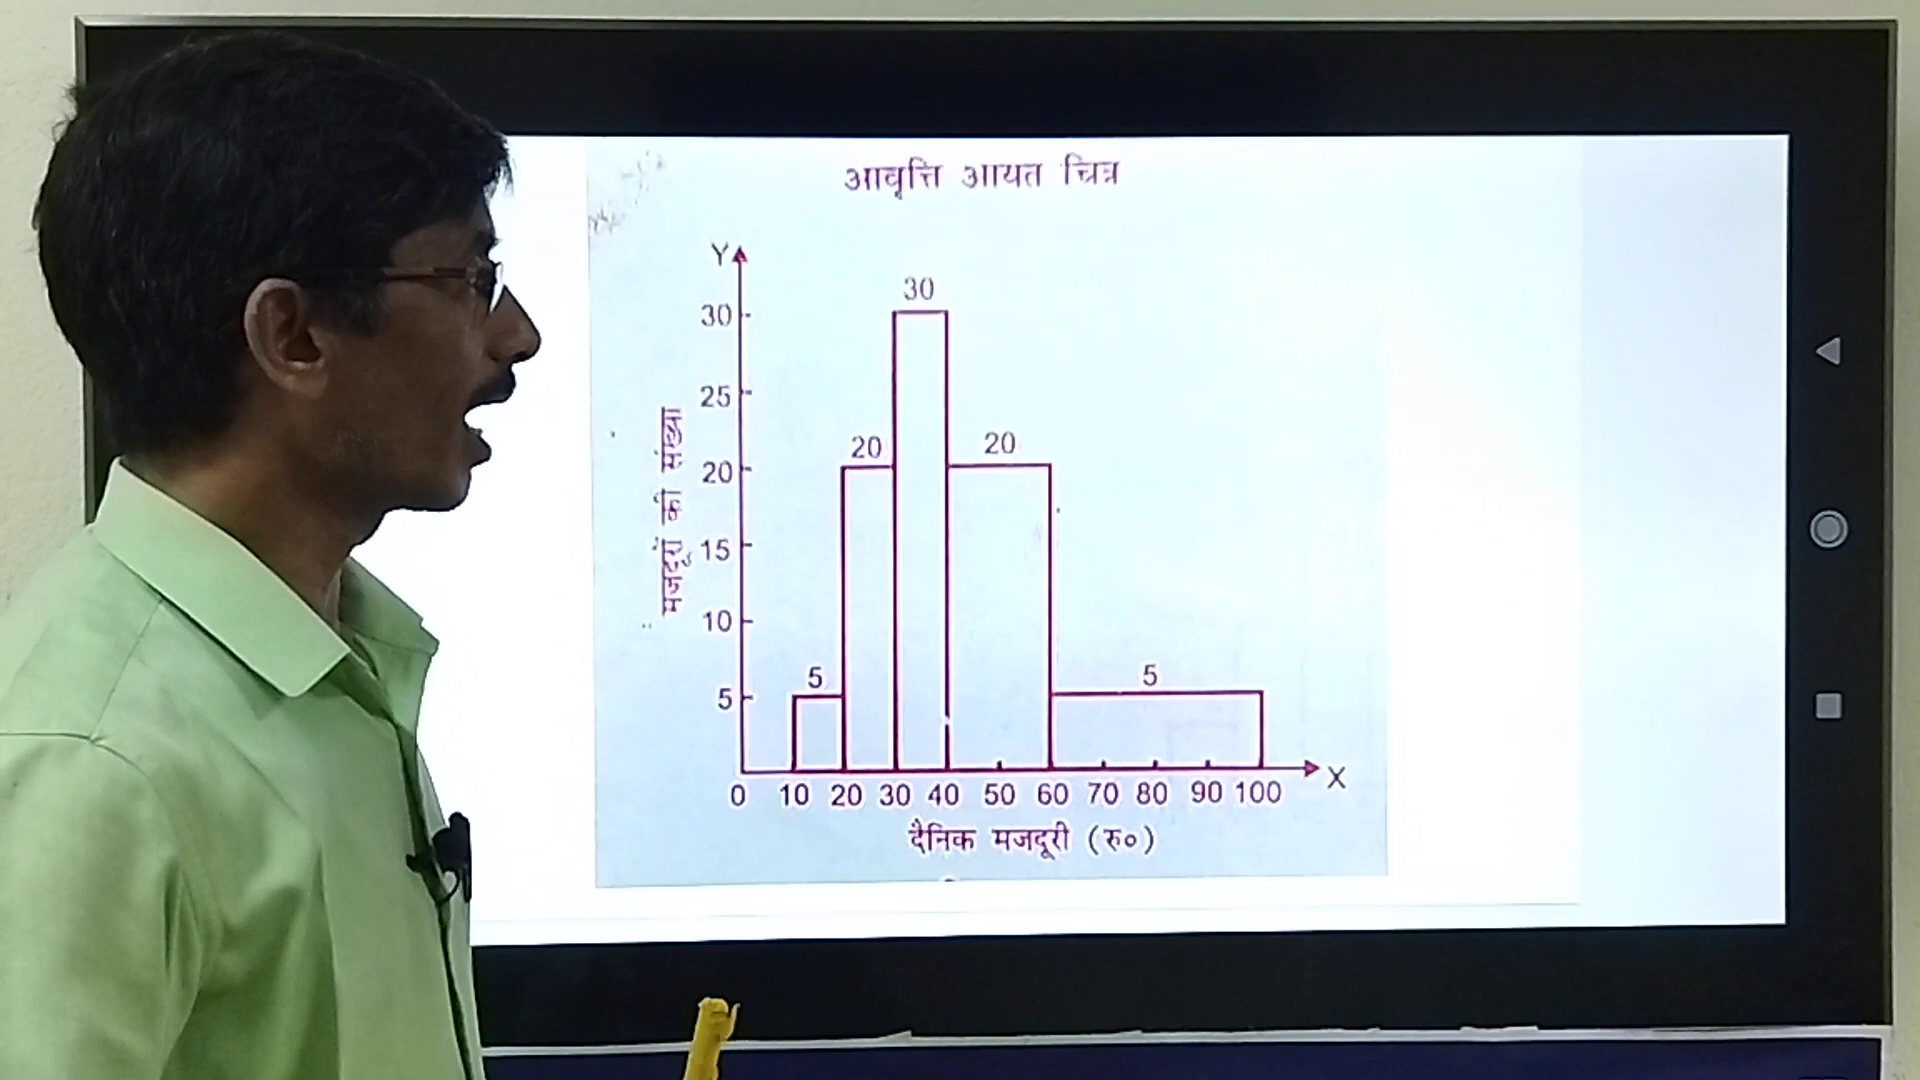 आवृत्ति आयत चित्र
Y
30
30
25
20
20
20
15
10
5
5
5
मजदूरों की संख्या
0 10 20 30 40 50 60 70 80 90 100 X
दैनिक मजदूरी (रु०)